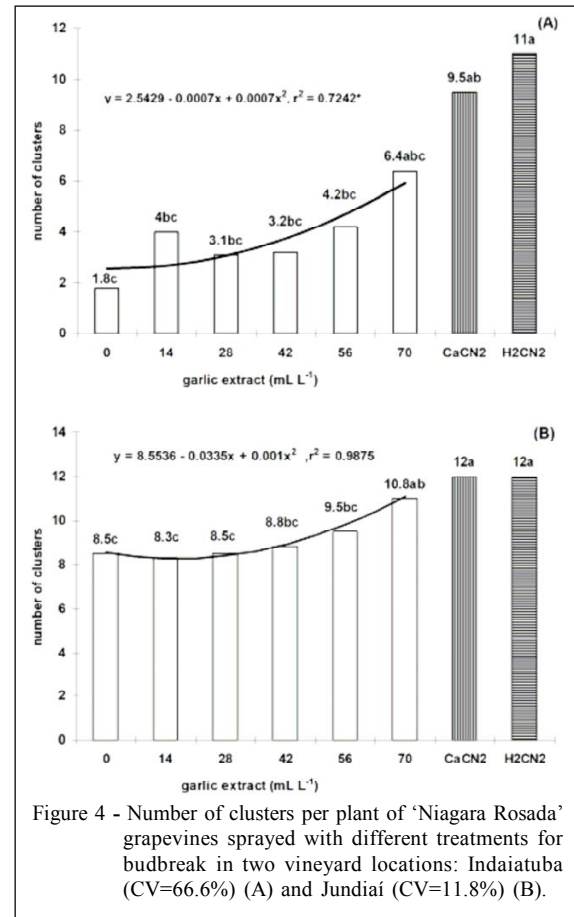 (A)
12
10
8
6
4
2
0
number of clusters
y = 2.5429 - 0.0007x + 0.0007x², r² = 0.7242*
1.8c
4bc
3.1bc
3.2bc
4.2bc
6.4abc
9.5ab
11a
0 14 28 42 56 70 CaCN2 H2CN2
garlic extract (mL L⁻¹)
(B)
14
12
10
8
6
4
2
0
number of clusters
y = 8.5536 - 0.0335x + 0.001x² ,r² = 0.9875
8.5c
8.3c
8.5c
8.8bc
9.5bc
10.8ab
12a
12a
0 14 28 42 56 70 CaCN2 H2CN2
garlic extract (mL L⁻¹)
Figure 4 - Number of clusters per plant of ‘Niagara Rosada’
grapevines sprayed with different treatments for
budbreak in two vineyard locations: Indaiatuba
(CV=66.6%) (A) and Jundiaí (CV=11.8%) (B).